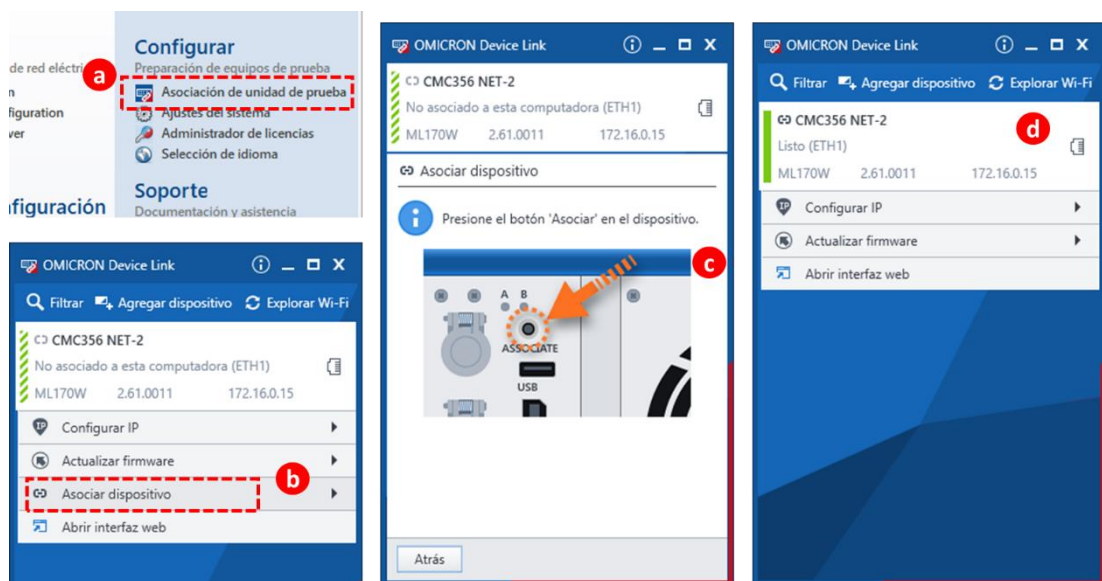 Configurar
de red eléctri
Preparación de equipos de prueba
a
Asociación de unidad de prueba
figuration
Ajustes del sistema
ver
Administrador de licencias
Selección de idioma
Soporte
nfiguración
Documentación y asistencia
OMICRON Device Link
Filtrar Agregar dispositivo Explorar Wi-Fi
CMC356 NET-2
No asociado a esta computadora (ETH1)
ML170W 2.61.0011 172.16.0.15
IP Configurar IP
Actualizar firmware
b
Asociar dispositivo
Abrir interfaz web
OMICRON Device Link
CMC356 NET-2
No asociado a esta computadora (ETH1)
ML170W 2.61.0011 172.16.0.15
Asociar dispositivo
Presione el botón 'Asociar' en el dispositivo.
c
A B
ASSOCIATE
USB
Atrás
OMICRON Device Link
Filtrar Agregar dispositivo Explorar Wi-Fi
CMC356 NET-2
d
Listo (ETH1)
ML170W 2.61.0011 172.16.0.15
IP Configurar IP
Actualizar firmware
Abrir interfaz web